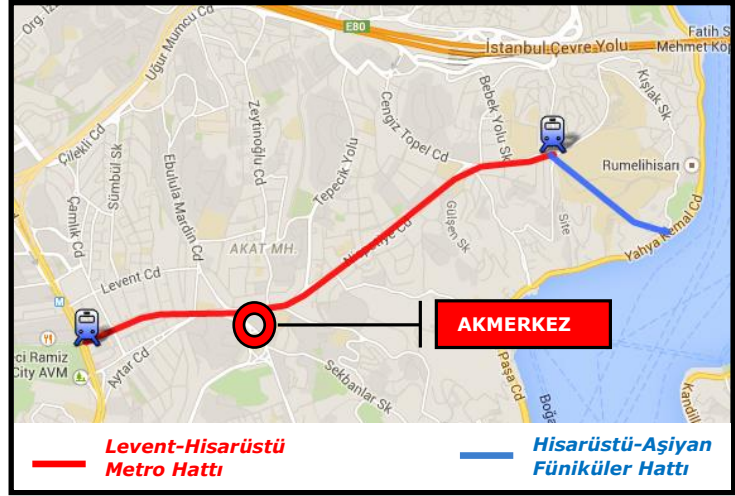 Org. İz
Uğur Mumcu Cd
E80
İstanbul Çevre Yolu
Fatih S
Mehmet Köp
Çilekli Cd
Sümbül Sk
Zeytinoğlu Cd
Cengiz Topel Cd
Bebek Yolu Sk
Kışlak Sk
Ebulula Mardin Cd
Tepecik Yolu
Rumelihisarı
Çamlık Cd
Gülşen Sk
Site
AKAT MH.
Nispetiye Cd
Yahya Kemal Cd
Levent Cd
M
AKMERKEZ
ci Ramiz
City AVM
Aytar Cd
Sekbanlar Sk
Paşa Cd
Boğa
Kandill
Levent-Hisarüstü
Metro Hattı
Hisarüstü-Aşiyan
Füniküler Hattı